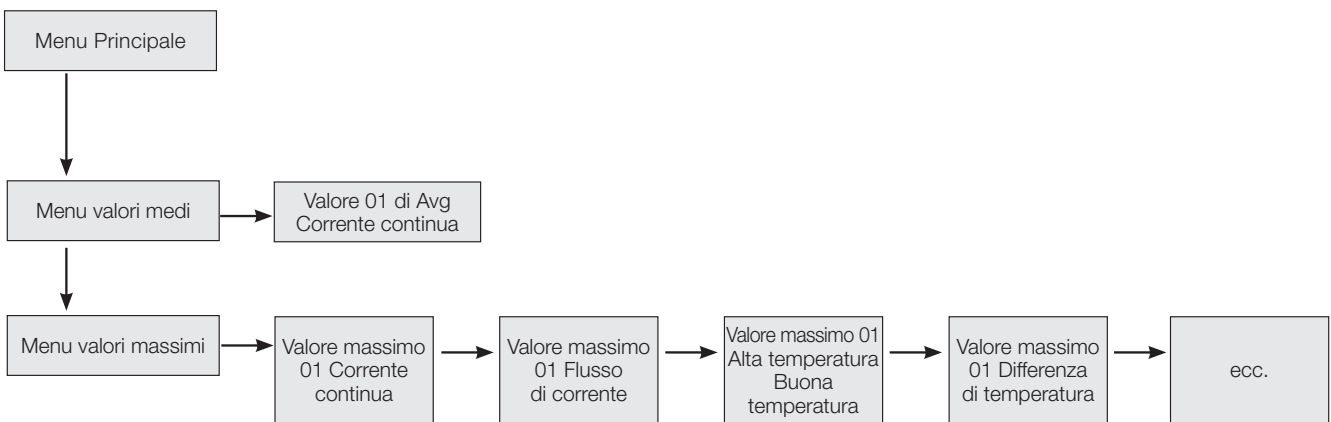 Menu Principale
Menu valori medi
Valore 01 di Avg
Corrente continua
Menu valori massimi
Valore massimo
01 Corrente
continua
Valore massimo
01 Flusso
di corrente
Valore massimo 01
Alta temperatura
Buona
temperatura
Valore massimo
01 Differenza
di temperatura
ecc.